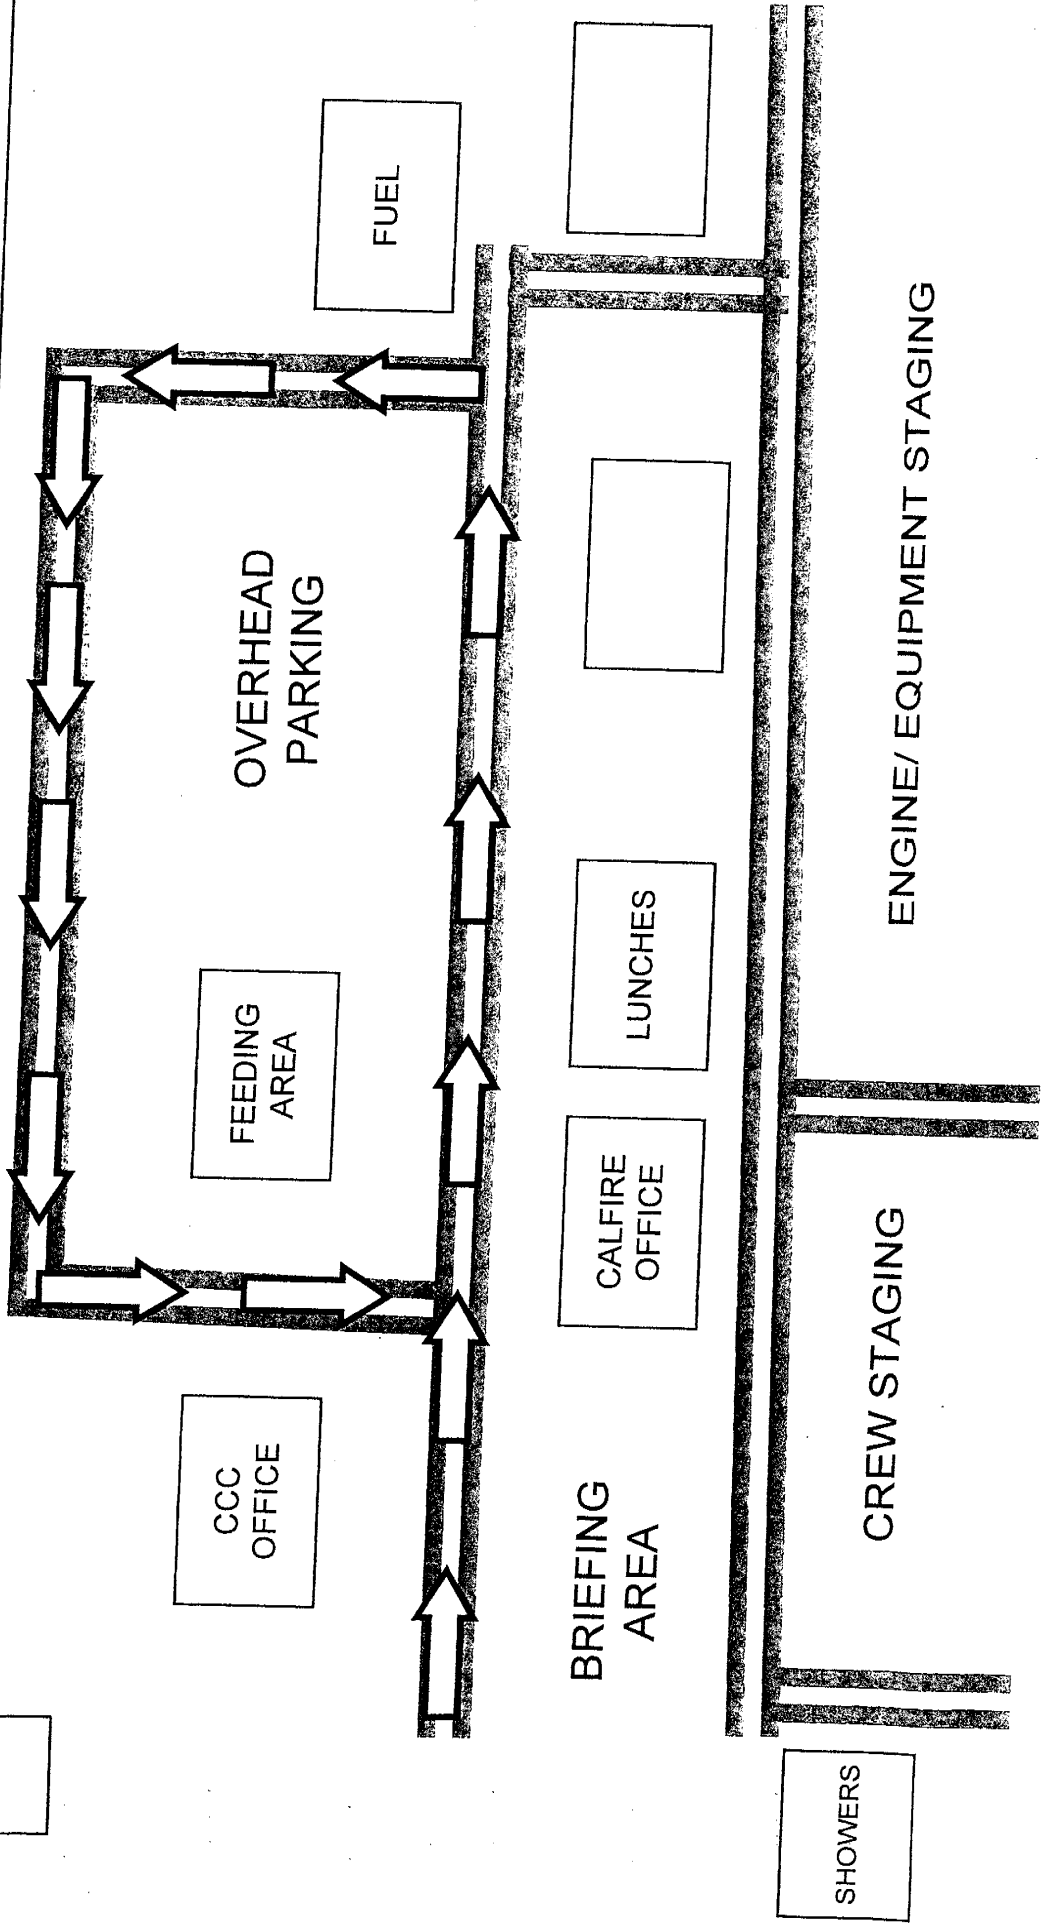 FUEL
OVERHEAD
PARKING
FEEDING
AREA
CCC
OFFICE
LUNCHES
CALFIRE
OFFICE
BRIEFING
AREA
ENGINE/ EQUIPMENT STAGING
CREW STAGING
SHOWERS